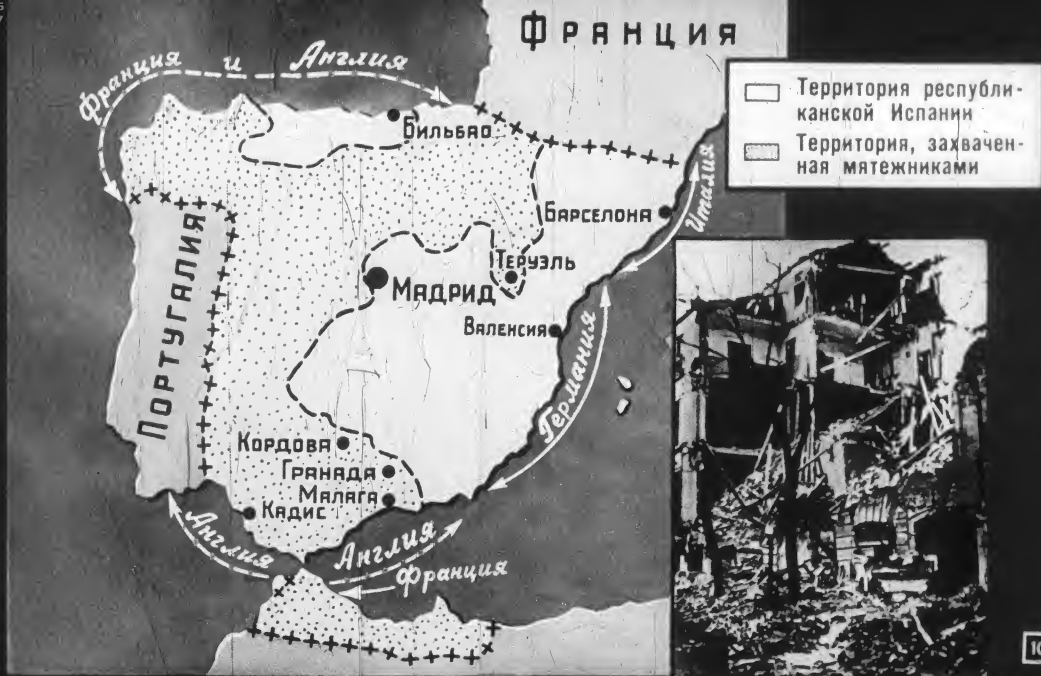 Франция
Франция и Англия
Территория республи-
канской Испании
Территория, захвачен-
ная мятежниками
Бильбао
Италия
Барселона
Португалия
Теруэль
Мадрид
Валенсия
Германия
Кордова
Гранада
Малага
Кадис
Англия
Англия
Франция